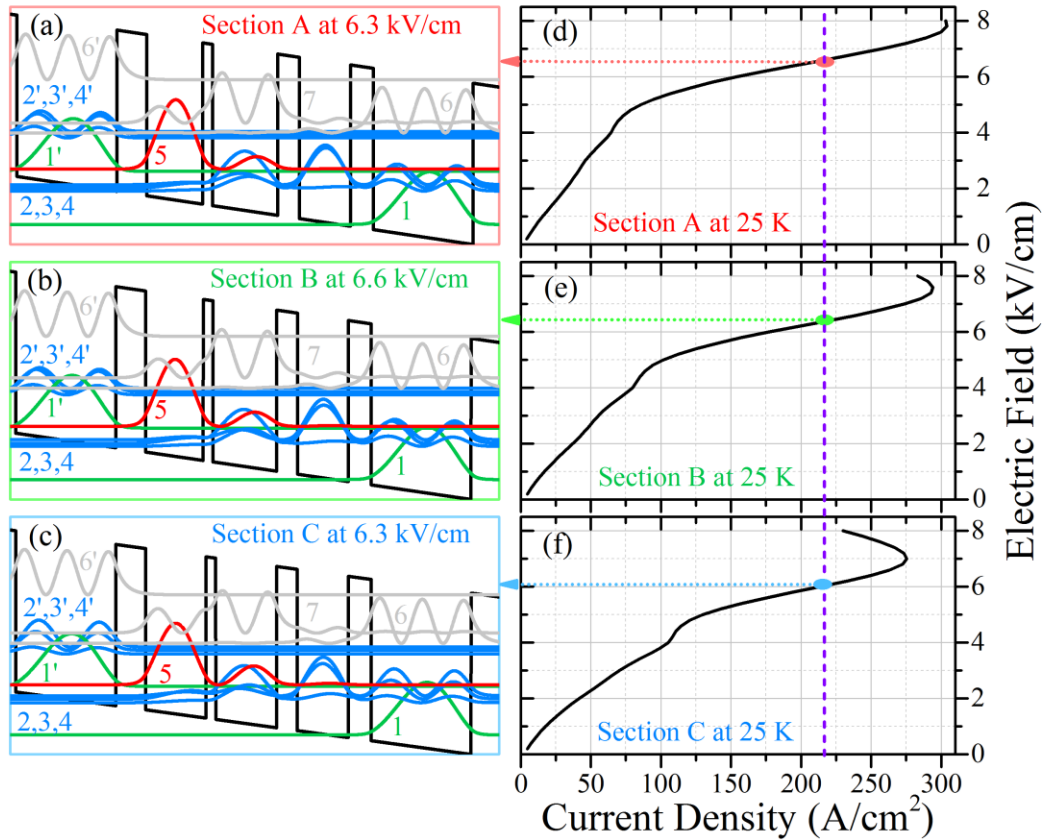 (a)
Section A at 6.3 kV/cm
6'
2',3',4'
1'
5
7
6
2,3,4
1
(b)
Section B at 6.6 kV/cm
6'
2',3',4'
1'
5
7
6
2,3,4
1
(c)
Section C at 6.3 kV/cm
6'
2',3',4'
1'
5
7
6
2,3,4
1
(d)
Section A at 25 K
8
6
4
2
0
(e)
Section B at 25 K
8
6
4
2
0
(f)
Section C at 25 K
8
6
4
2
0
Electric Field (kV/cm)
0 50 100 150 200 250 300
Current Density (A/cm²)